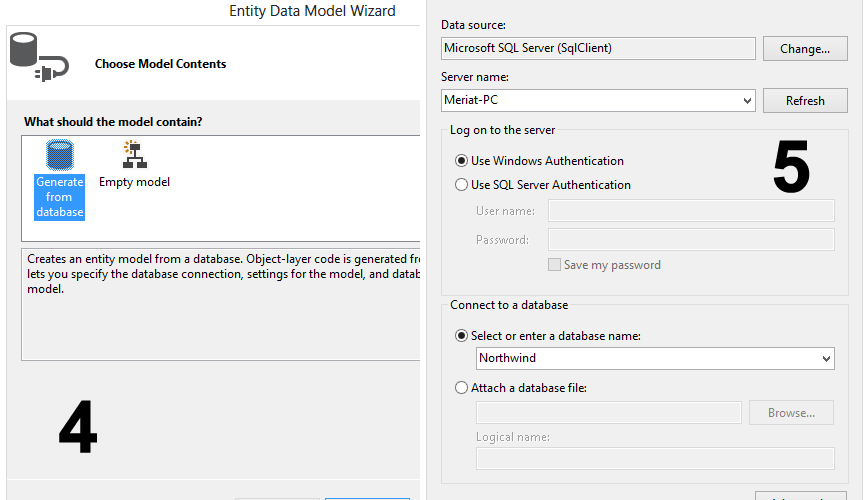 Entity Data Model Wizard
Choose Model Contents
What should the model contain?
Generate
from
database
Empty model
Creates an entity model from a database. Object-layer code is generated
lets you specify the database connection, settings for the model, and
model.
4
Data source:
Microsoft SQL Server (SqlClient)
Change...
Server name:
Meriat-PC
Refresh
Log on to the server
5
Use Windows Authentication
Use SQL Server Authentication
User name:
Password:
Save my password
Connect to a database
Select or enter a database name:
Northwind
Attach a database file:
Browse...
Logical name: